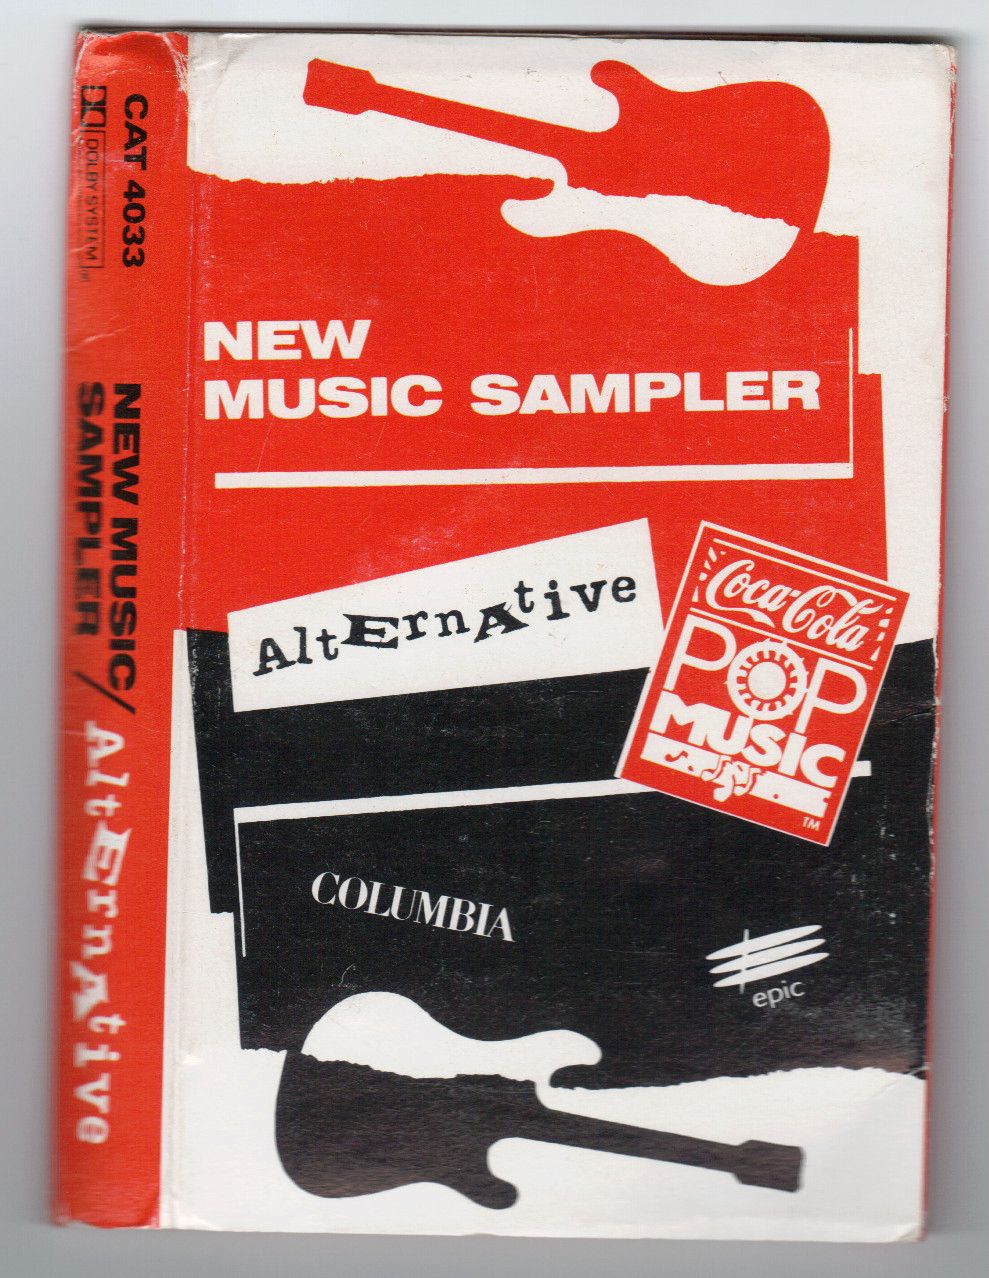 CAT 4033
DOLBY SYSTEM
NEW MUSIC
SAMPLER / AltErnAtive
NEW
MUSIC SAMPLER
AltErnAtive
Coca-Cola
POP
MUSIC
TM
COLUMBIA
epic